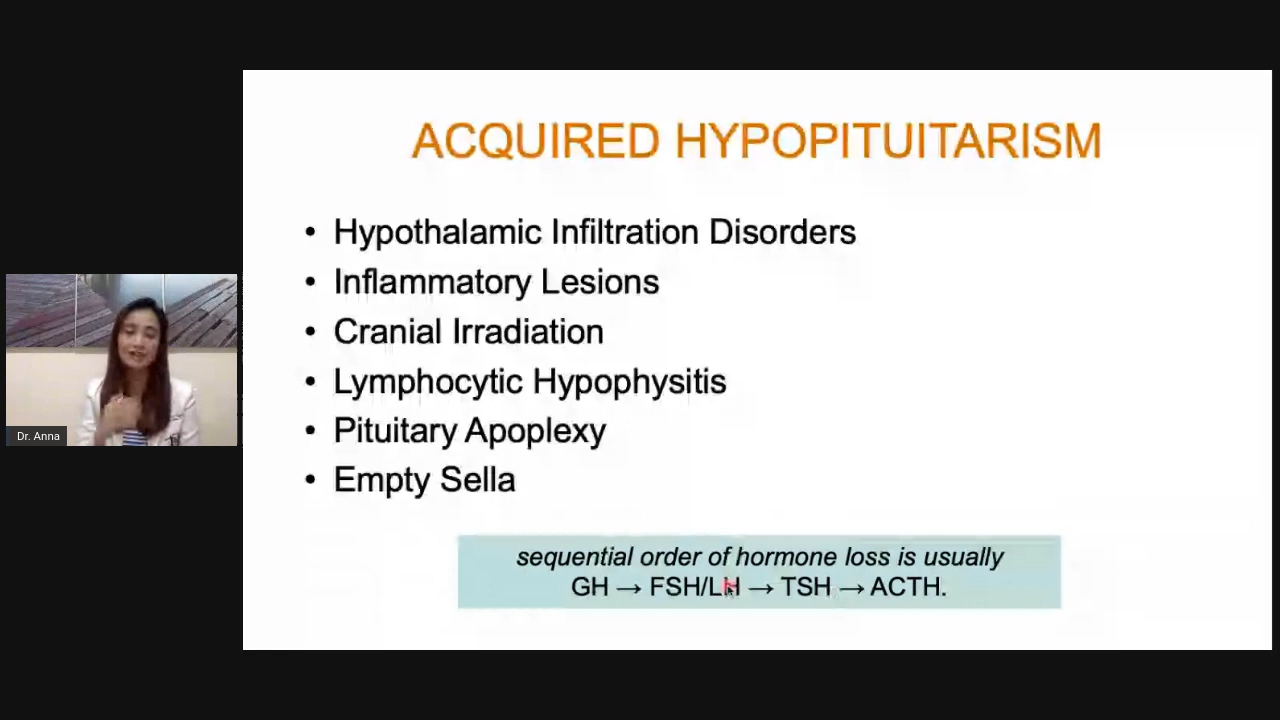 ACQUIRED HYPOPITUITARISM
• Hypothalamic Infiltration Disorders
• Inflammatory Lesions
• Cranial Irradiation
• Lymphocytic Hypophysitis
• Pituitary Apoplexy
• Empty Sella
sequential order of hormone loss is usually
GH → FSH/LH → TSH → ACTH.
Dr. Anna